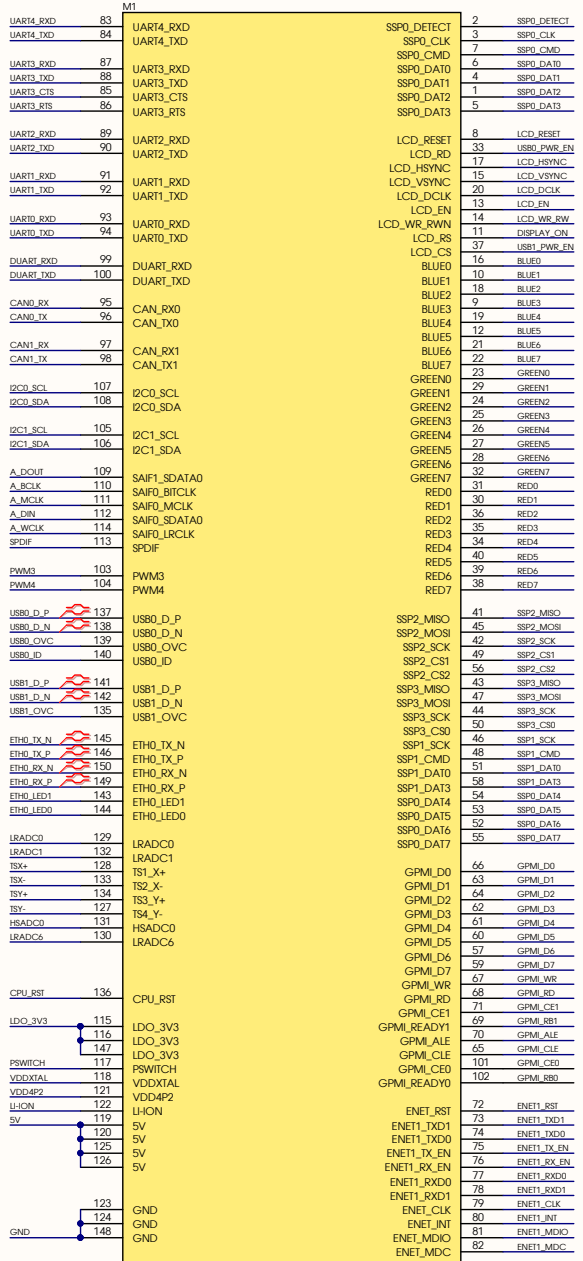 M1
UART4_RXD 83 UART4_RXD
UART4_TXD 84 UART4_TXD
UART3_RXD 87 UART3_RXD
UART3_TXD 88 UART3_TXD
UART3_CTS 85 UART3_CTS
UART3_RTS 86 UART3_RTS
UART2_RXD 89 UART2_RXD
UART2_TXD 90 UART2_TXD
UART1_RXD 91 UART1_RXD
UART1_TXD 92 UART1_TXD
UART0_RXD 93 UART0_RXD
UART0_TXD 94 UART0_TXD
DUART_RXD 99 DUART_RXD
DUART_TXD 100 DUART_TXD
CAN0_RX 95 CAN_RX0
CAN0_TX 96 CAN_TX0
CAN1_RX 97 CAN_RX1
CAN1_TX 98 CAN_TX1
I2C0_SCL 107 I2C0_SCL
I2C0_SDA 108 I2C0_SDA
I2C1_SCL 105 I2C1_SCL
I2C1_SDA 106 I2C1_SDA
A_DOUT 109 SAIF1_SDATA0
A_BCLK 110 SAIF0_BITCLK
A_MCLK 111 SAIF0_MCLK
A_DIN 112 SAIF0_SDATA0
A_WCLK 114 SAIF0_LRCLK
SPDIF 113 SPDIF
PWM3 103 PWM3
PWM4 104 PWM4
USB0_D_P 137 USB0_D_P
USB0_D_N 138 USB0_D_N
USB0_OVC 139 USB0_OVC
USB0_ID 140 USB0_ID
USB1_D_P 141 USB1_D_P
USB1_D_N 142 USB1_D_N
USB1_OVC 135 USB1_OVC
ETH0_TX_N 145 ETH0_TX_N
ETH0_TX_P 146 ETH0_TX_P
ETH0_RX_N 150 ETH0_RX_N
ETH0_RX_P 149 ETH0_RX_P
ETH0_LED1 143 ETH0_LED1
ETH0_LED0 144 ETH0_LED0
LRADC0 129 LRADC0
LRADC1 132 LRADC1
TSX+ 128 TS1_X+
TSX- 133 TS2_X-
TSY+ 134 TS3_Y+
TSY- 127 TS4_Y-
HSADC0 131 HSADC0
LRADC6 130 LRADC6
CPU_RST 136 CPU_RST
LDO_3V3 115 LDO_3V3
116 LDO_3V3
147 LDO_3V3
PSWITCH 117 PSWITCH
VDDXTAL 118 VDDXTAL
VDD4P2 121 VDD4P2
LI-ION 122 LI-ION
5V 119 5V
120 5V
125 5V
126 5V
123 GND
124 GND
GND 148 GND
SSP0_DETECT 2 SSP0_DETECT
SSP0_CLK 3 SSP0_CLK
SSP0_CMD 7 SSP0_CMD
SSP0_DAT0 6 SSP0_DAT0
SSP0_DAT1 4 SSP0_DAT1
SSP0_DAT2 1 SSP0_DAT2
SSP0_DAT3 5 SSP0_DAT3
LCD_RESET 8 LCD_RESET
LCD_RD 33 USB0_PWR_EN
LCD_HSYNC 17 LCD_HSYNC
LCD_VSYNC 15 LCD_VSYNC
LCD_DCLK 20 LCD_DCLK
LCD_EN 13 LCD_EN
LCD_WR_RWN 14 LCD_WR_RW
LCD_RS 11 DISPLAY_ON
LCD_CS 37 USB1_PWR_EN
BLUE0 16 BLUE0
BLUE1 10 BLUE1
BLUE2 18 BLUE2
BLUE3 9 BLUE3
BLUE4 19 BLUE4
BLUE5 12 BLUE5
BLUE6 21 BLUE6
BLUE7 22 BLUE7
GREEN0 23 GREEN0
GREEN1 29 GREEN1
GREEN2 24 GREEN2
GREEN3 25 GREEN3
GREEN4 26 GREEN4
GREEN5 27 GREEN5
GREEN6 28 GREEN6
GREEN7 32 GREEN7
RED0 31 RED0
RED1 30 RED1
RED2 36 RED2
RED3 35 RED3
RED4 34 RED4
RED5 40 RED5
RED6 39 RED6
RED7 38 RED7
SSP2_MISO 41 SSP2_MISO
SSP2_MOSI 45 SSP2_MOSI
SSP2_SCK 42 SSP2_SCK
SSP2_CS1 49 SSP2_CS1
SSP2_CS2 56 SSP2_CS2
SSP3_MISO 43 SSP3_MISO
SSP3_MOSI 47 SSP3_MOSI
SSP3_SCK 44 SSP3_SCK
SSP3_CS0 50 SSP3_CS0
SSP1_SCK 46 SSP1_SCK
SSP1_CMD 48 SSP1_CMD
SSP1_DAT0 51 SSP1_DAT0
SSP1_DAT3 58 SSP1_DAT3
SSP0_DAT4 54 SSP0_DAT4
SSP0_DAT5 53 SSP0_DAT5
SSP0_DAT6 52 SSP0_DAT6
SSP0_DAT7 55 SSP0_DAT7
GPMI_D0 66 GPMI_D0
GPMI_D1 63 GPMI_D1
GPMI_D2 64 GPMI_D2
GPMI_D3 62 GPMI_D3
GPMI_D4 61 GPMI_D4
GPMI_D5 60 GPMI_D5
GPMI_D6 57 GPMI_D6
GPMI_D7 59 GPMI_D7
GPMI_WR 67 GPMI_WR
GPMI_RD 68 GPMI_RD
GPMI_CE1 71 GPMI_CE1
GPMI_READY1 69 GPMI_RB1
GPMI_ALE 70 GPMI_ALE
GPMI_CLE 65 GPMI_CLE
GPMI_CE0 101 GPMI_CE0
GPMI_READY0 102 GPMI_RB0
ENET_RST 72 ENET1_RST
ENET1_TXD1 73 ENET1_TXD1
ENET1_TXD0 74 ENET1_TXD0
ENET1_TX_EN 75 ENET1_TX_EN
ENET1_RX_EN 76 ENET1_RX_EN
ENET1_RXD0 77 ENET1_RXD0
ENET1_RXD1 78 ENET1_RXD1
ENET_CLK 79 ENET1_CLK
ENET_INT 80 ENET1_INT
ENET_MDIO 81 ENET1_MDIO
ENET_MDC 82 ENET1_MDC